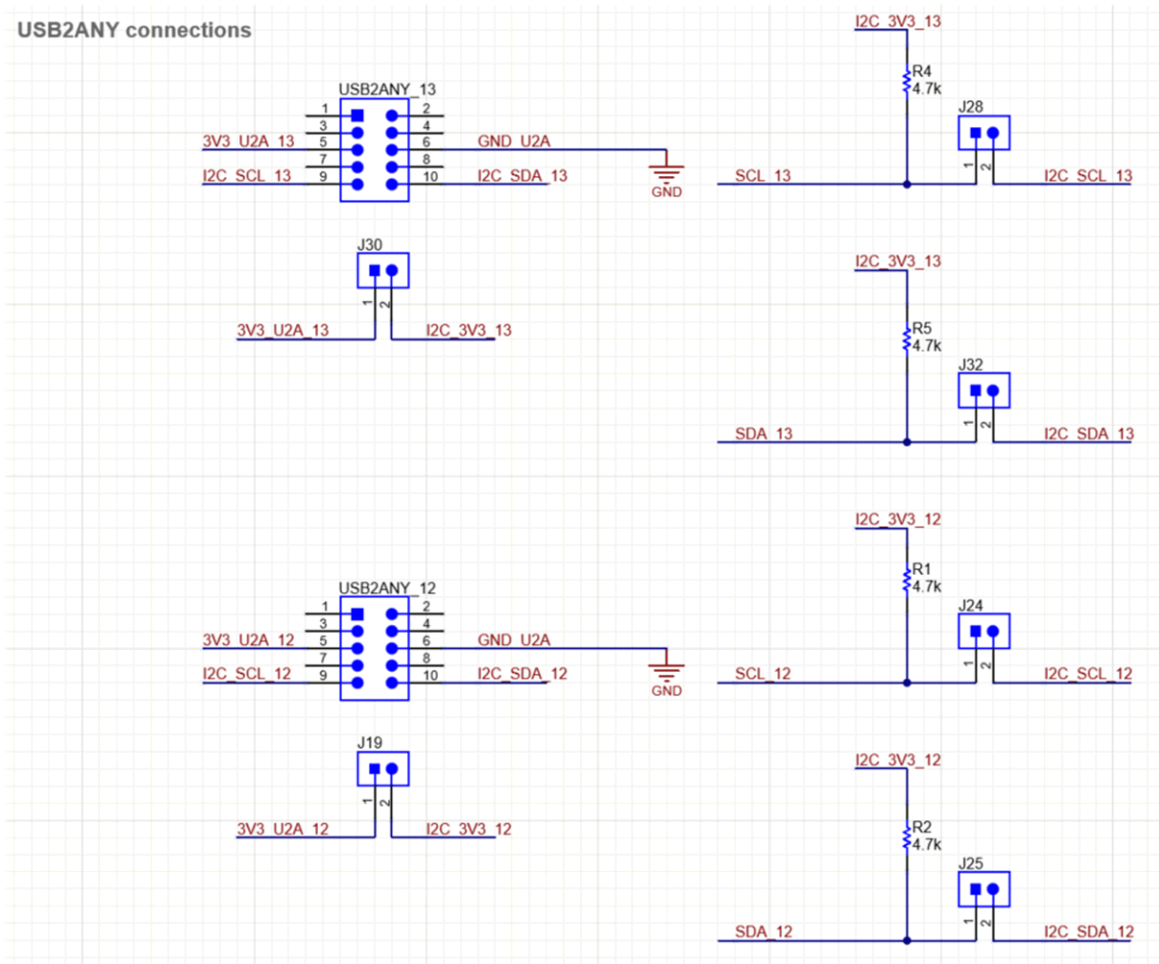 USB2ANY connections
I2C_3V3_13
R4
4.7k
USB2ANY_13
1 2
3 4
3V3_U2A_13 5 6 GND_U2A
7 8
I2C_SCL_13 9 10 I2C_SDA_13
GND
J28
1 2
SCL_13 I2C_SCL_13
J30
1 2
3V3_U2A_13 I2C_3V3_13
I2C_3V3_13
R5
4.7k
J32
1 2
SDA_13 I2C_SDA_13
I2C_3V3_12
R1
4.7k
USB2ANY_12
1 2
3 4
3V3_U2A_12 5 6 GND_U2A
7 8
I2C_SCL_12 9 10 I2C_SDA_12
GND
J24
1 2
SCL_12 I2C_SCL_12
J19
1 2
3V3_U2A_12 I2C_3V3_12
I2C_3V3_12
R2
4.7k
J25
1 2
SDA_12 I2C_SDA_12